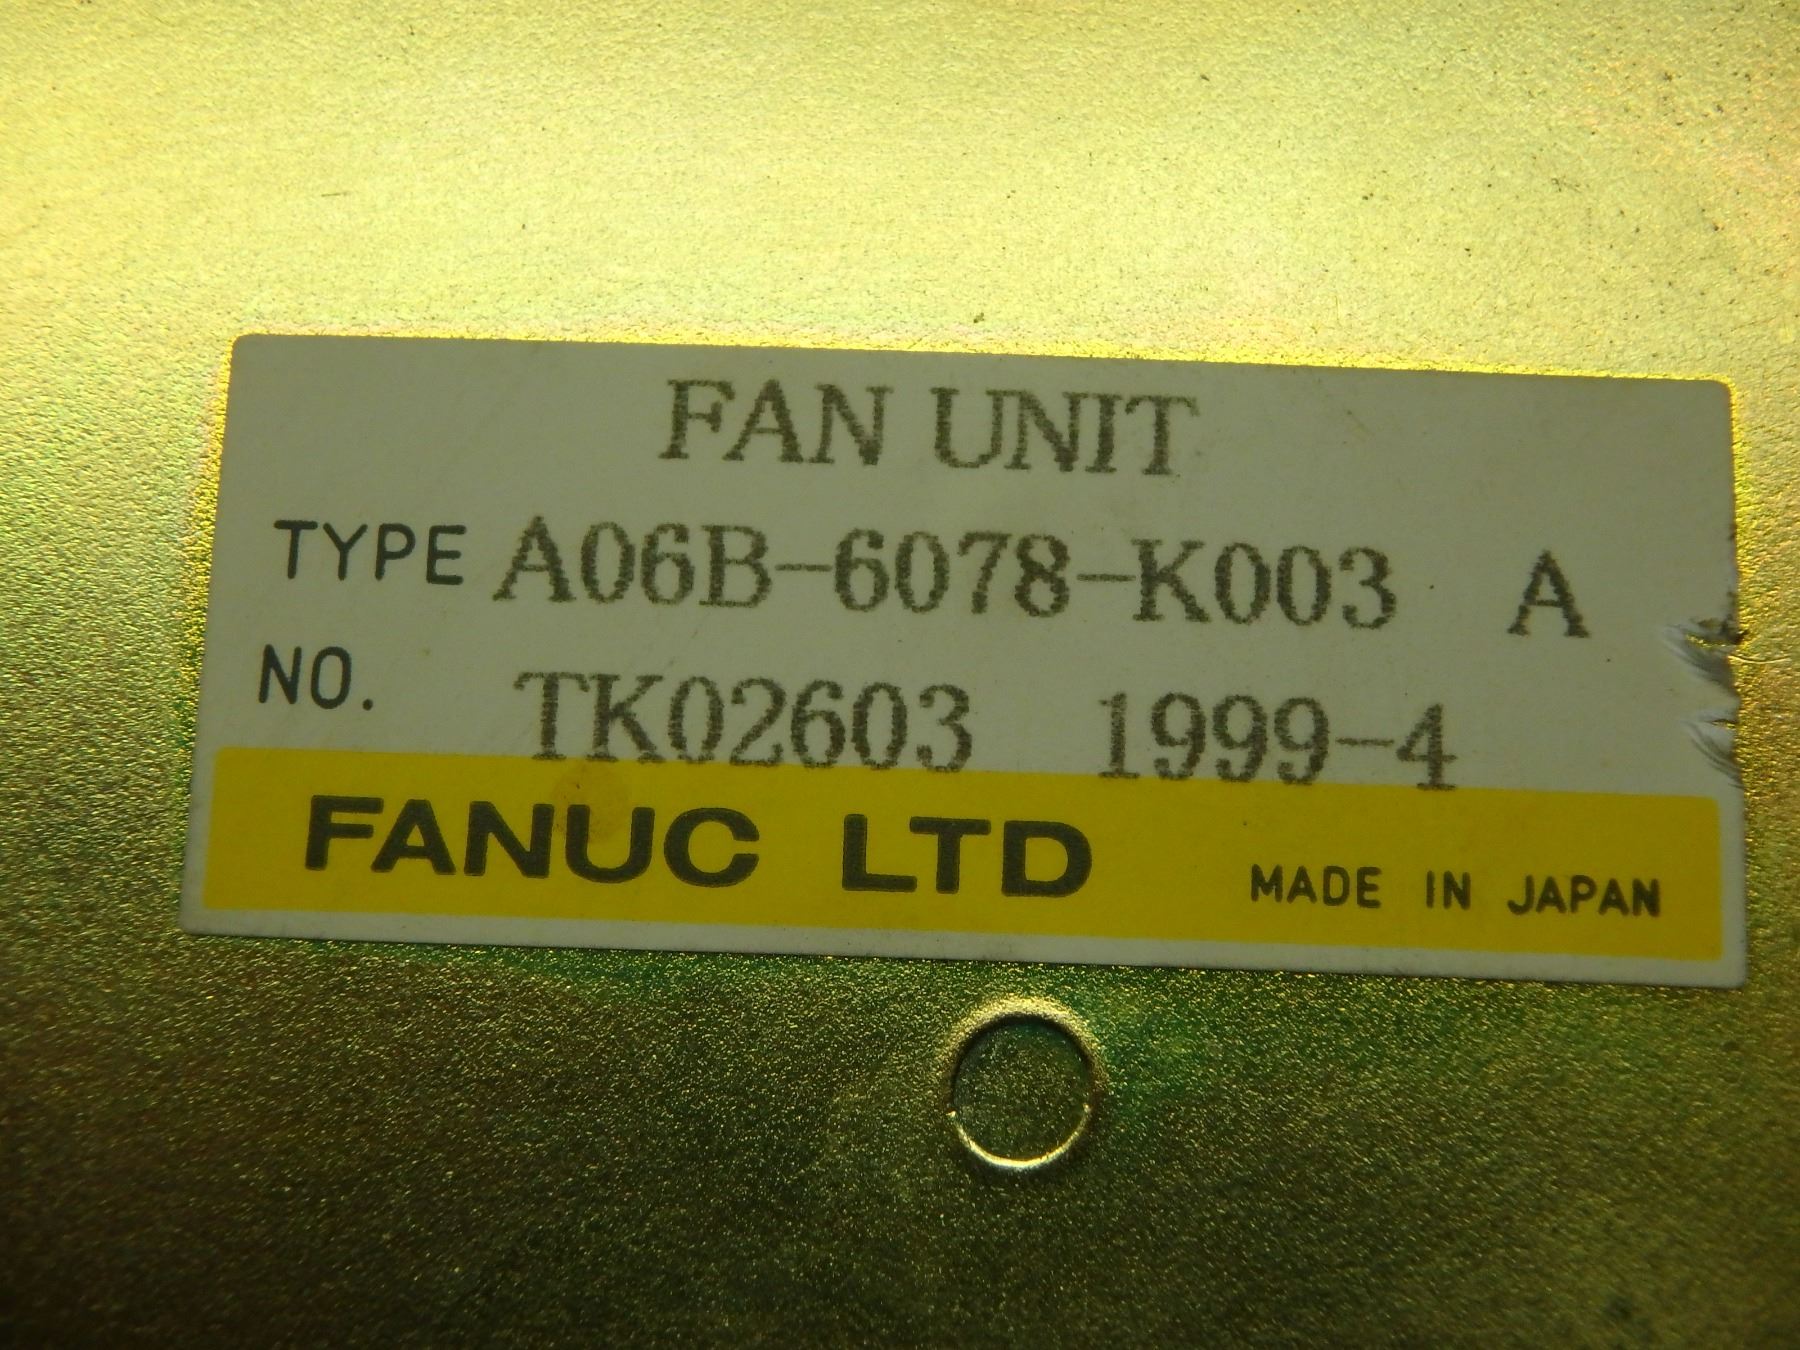 FAN UNIT
TYPE A06B-6078-K003 A
NO. TK02603 1999-4
FANUC LTD MADE IN JAPAN